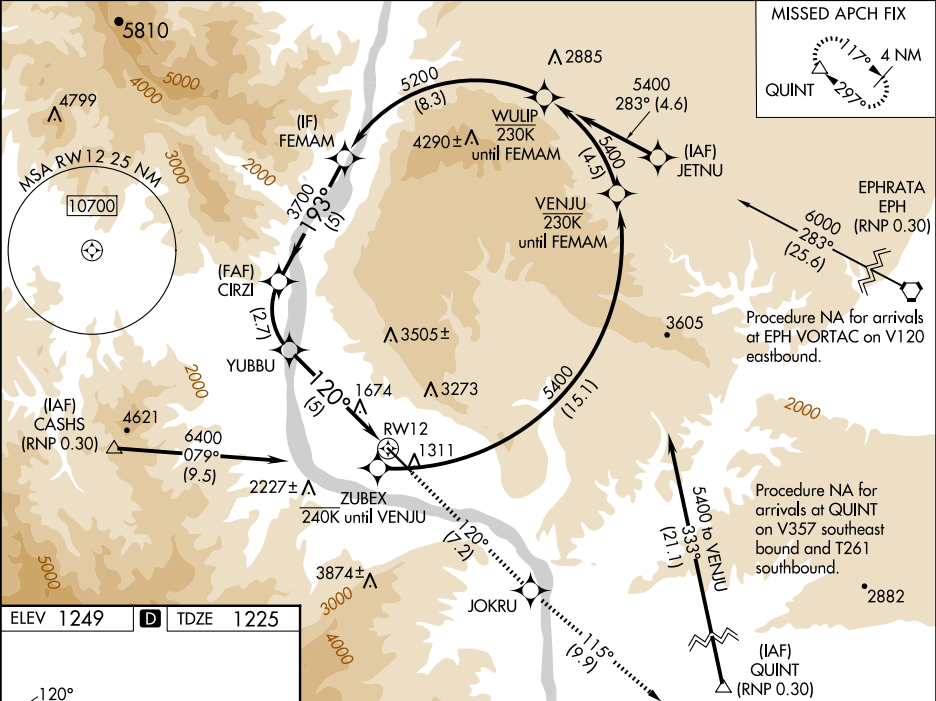 5810
5000
4000
4799
3000
2000
MSA RW12 25 NM
10700
(IF)
FEMAM
5200
(8.3)
2885
WULIP
230K
until FEMAM
4290±
5400
283° (4.6)
5400
(4.5)
(IAF)
JETNU
VENJU
230K
until FEMAM
MISSED APCH FIX
117°
4 NM
QUINT
297°
EPHRATA
EPH
(RNP 0.30)
6000
283°
(25.6)
Procedure NA for arrivals
at EPH VORTAC on V120
eastbound.
3700
193°
(5)
(FAF)
CIRZI
(2.7)
YUBBU
3505±
3605
120°
(5)
1674
3273
5400
(15.1)
2000
2000
(IAF)
CASHS
(RNP 0.30)
4621
6400
079°
(9.5)
RW12
1311
2227±
ZUBEX
240K until VENJU
120°
(7.2)
5400 to VENJU
333°
(21.1)
Procedure NA for
arrivals at QUINT
on V357 southeast
bound and T261
southbound.
5000
3874±
3000
4000
JOKRU
2882
115°
(9.9)
(IAF)
QUINT
(RNP 0.30)
ELEV 1249 D TDZE 1225
120°